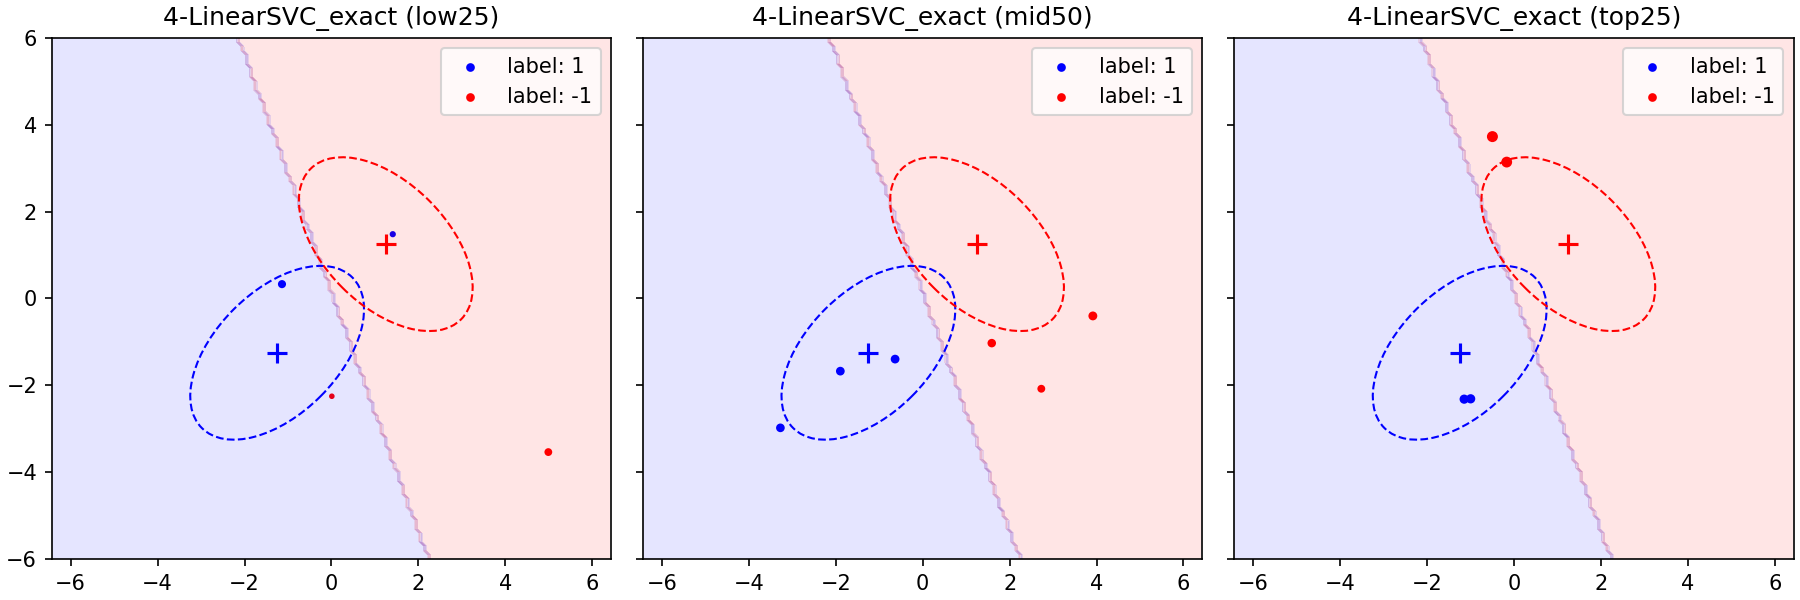 4-LinearSVC_exact (low25)
label: 1
label: -1
6
4
2
0
−2
−4
−6
−6 −4 −2 0 2 4 6
4-LinearSVC_exact (mid50)
label: 1
label: -1
−6 −4 −2 0 2 4 6
4-LinearSVC_exact (top25)
label: 1
label: -1
−6 −4 −2 0 2 4 6